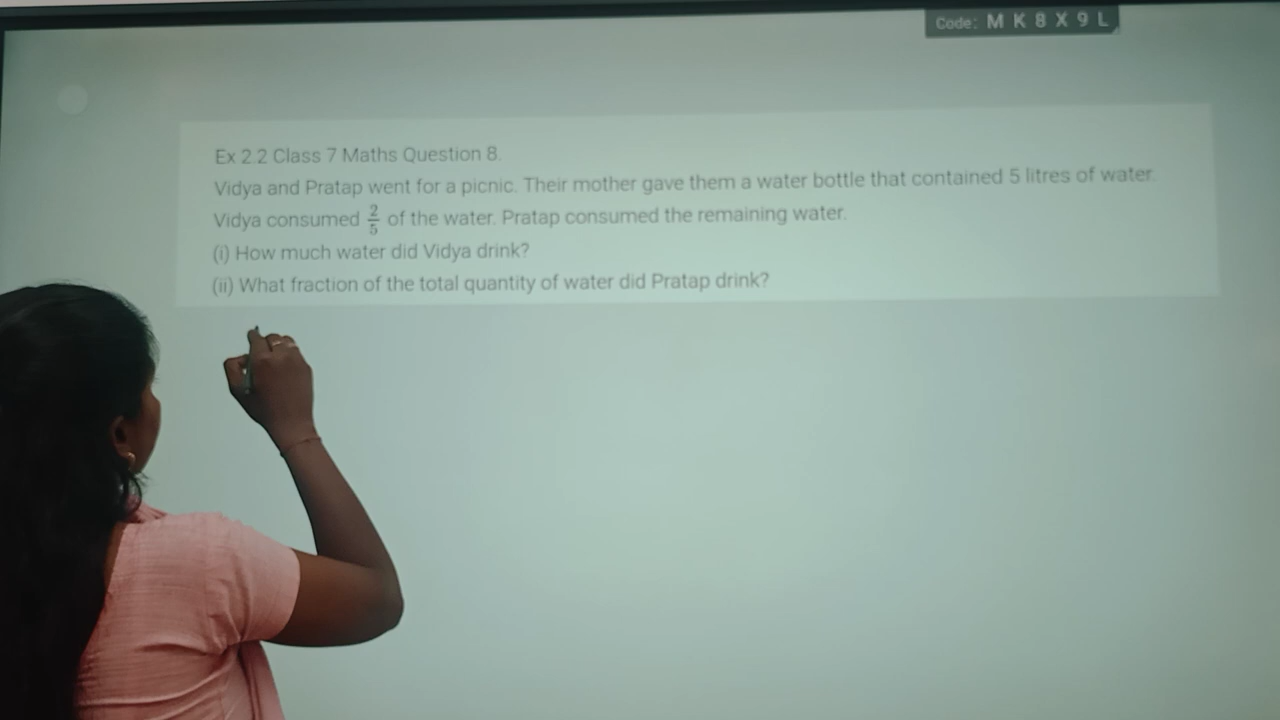 Code: M K 8 X 9 L
Ex 2.2 Class 7 Maths Question 8.
Vidya and Pratap went for a picnic. Their mother gave them a water bottle that contained 5 litres of water.
Vidya consumed 2/5 of the water. Pratap consumed the remaining water.
(i) How much water did Vidya drink?
(ii) What fraction of the total quantity of water did Pratap drink?